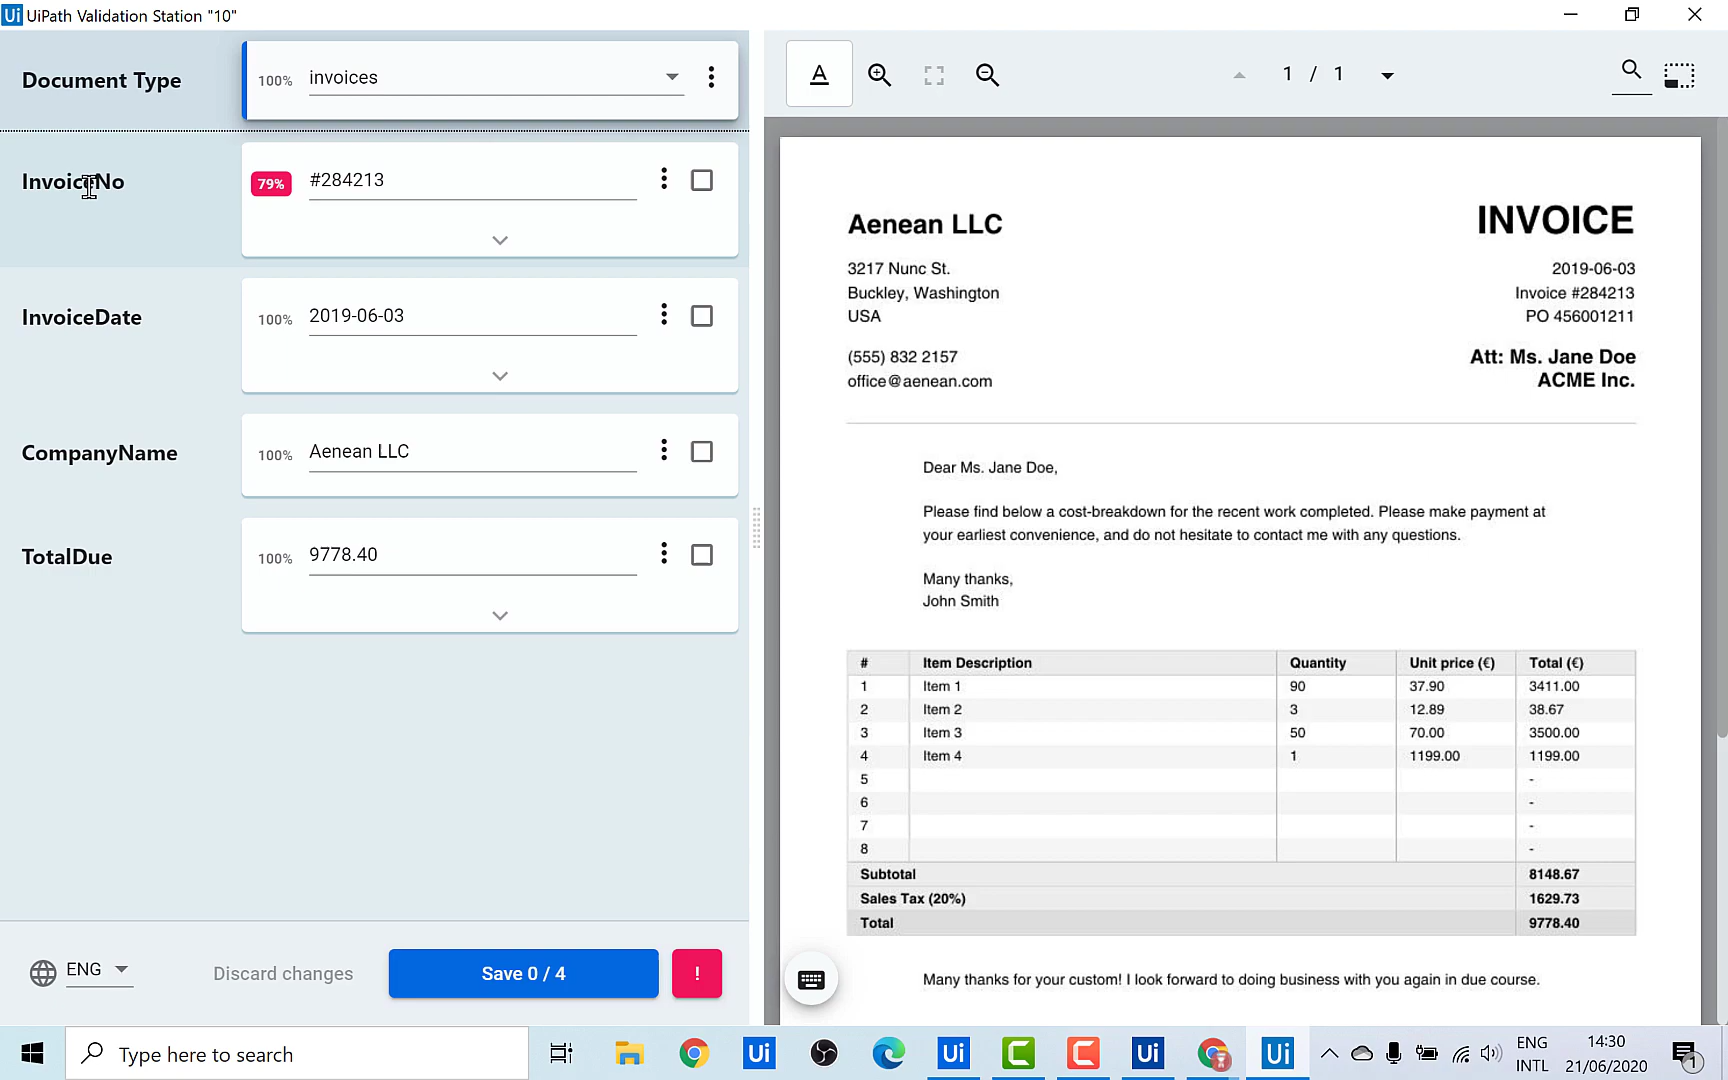 Ui UiPath Validation Station "10"
Document Type
100% invoices
InvoiceNo
79% #284213
InvoiceDate
100% 2019-06-03
CompanyName
100% Aenean LLC
TotalDue
100% 9778.40
ENG
Discard changes
Save 0 / 4
!
A
1 / 1
Aenean LLC
INVOICE
3217 Nunc St.
2019-06-03
Buckley, Washington
Invoice #284213
USA
PO 456001211
(555) 832 2157
Att: Ms. Jane Doe
office@aenean.com
ACME Inc.
Dear Ms. Jane Doe,
Please find below a cost-breakdown for the recent work completed. Please make payment at
your earliest convenience, and do not hesitate to contact me with any questions.
Many thanks,
John Smith
# Item Description Quantity Unit price (€) Total (€)
1 Item 1 90 37.90 3411.00
2 Item 2 3 12.89 38.67
3 Item 3 50 70.00 3500.00
4 Item 4 1 1199.00 1199.00
5 -
6 -
7 -
8 -
Subtotal 8148.67
Sales Tax (20%) 1629.73
Total 9778.40
Many thanks for your custom! I look forward to doing business with you again in due course.
Type here to search
Ui
Ui
C
C
Ui
Ui
ENG
INTL
14:30
21/06/2020
1